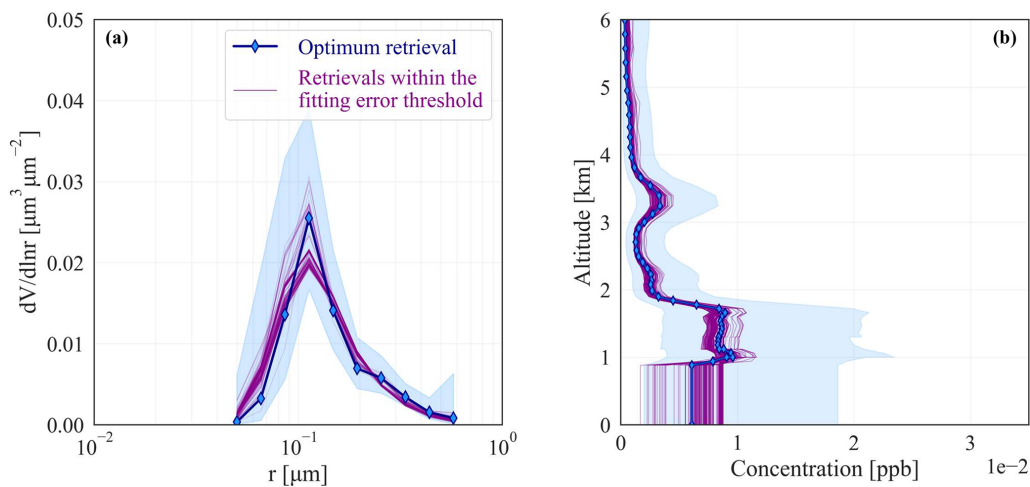 0.05
0.04
0.03
0.02
0.01
0.00
dV/dlnr [μm³ μm⁻²]
(a)
Optimum retrieval
Retrievals within the
fitting error threshold
10⁻²
10⁻¹
10⁰
r [μm]
6
5
4
3
2
1
0
Altitude [km]
(b)
0
1
2
3
1e−2
Concentration [ppb]